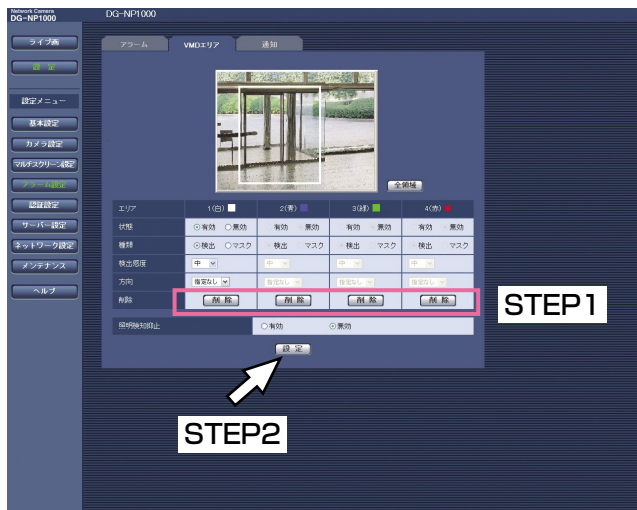 Network Camera
DG-NP1000
DG-NP1000
ライブ画
設 定
設定メニュー
基本設定
カメラ設定
マルチスクリーン設定
アラーム設定
認証設定
サーバー設定
ネットワーク設定
メンテナンス
ヘルプ
アラーム VMDエリア 通知
全領域
エリア 1(白) 2(青) 3(緑) 4(赤)
状態 有効 無効 有効 無効 有効 無効 有効 無効
種類 検出 マスク 検出 マスク 検出 マスク 検出 マスク
検出感度 中 中 中 中
方向 指定なし 指定なし 指定なし 指定なし
削除 削 除 削 除 削 除 削 除
STEP1
照明検知抑止 有効 無効
設 定
STEP2